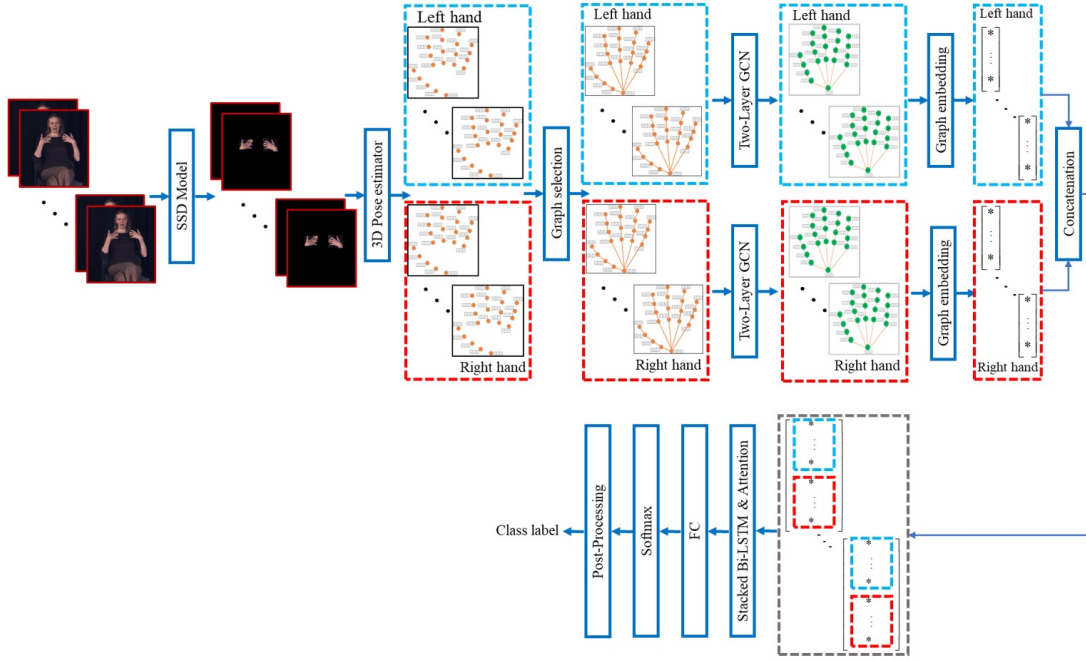 Left hand
Left hand
Left hand
Left hand
SSD Model
3D Pose estimator
Graph selection
Two-Layer GCN
Graph embedding
Concatenation
Two-Layer GCN
Graph embedding
Right hand
Right hand
Right hand
Right hand
Class label
Post-Processing
Softmax
FC
Stacked Bi-LSTM & Attention